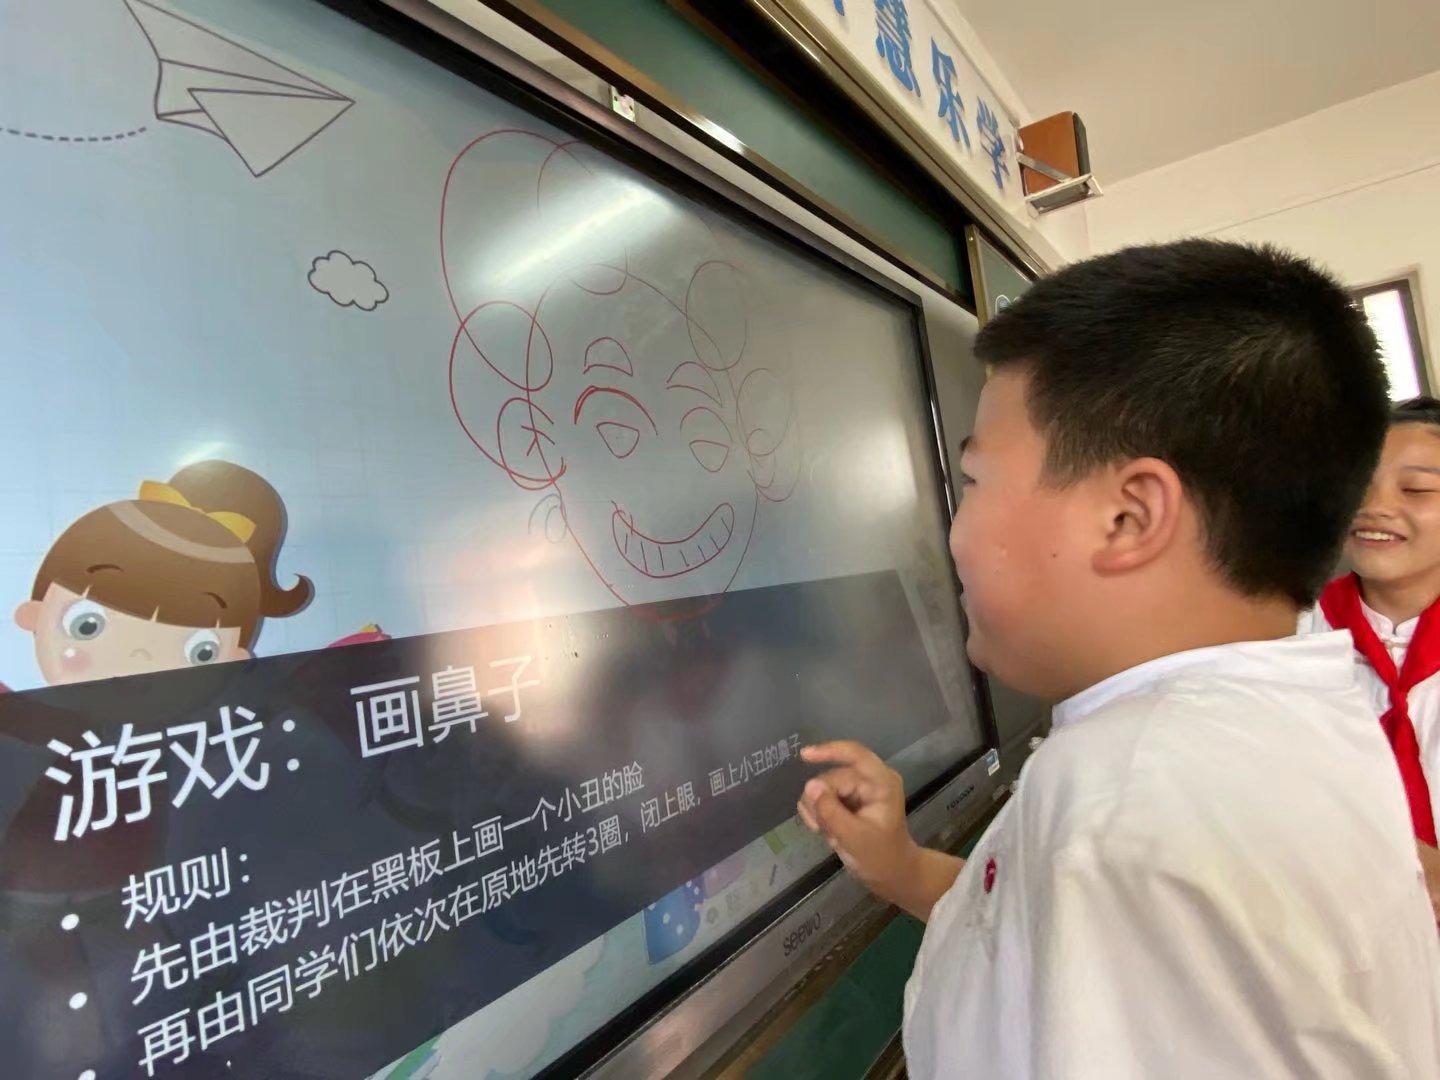 慧乐学
游戏：画鼻子
规则：
先由裁判在黑板上画一个小丑的脸
再由同学们依次在原地先转3圈，闭上眼，画上小丑的鼻子
seewo